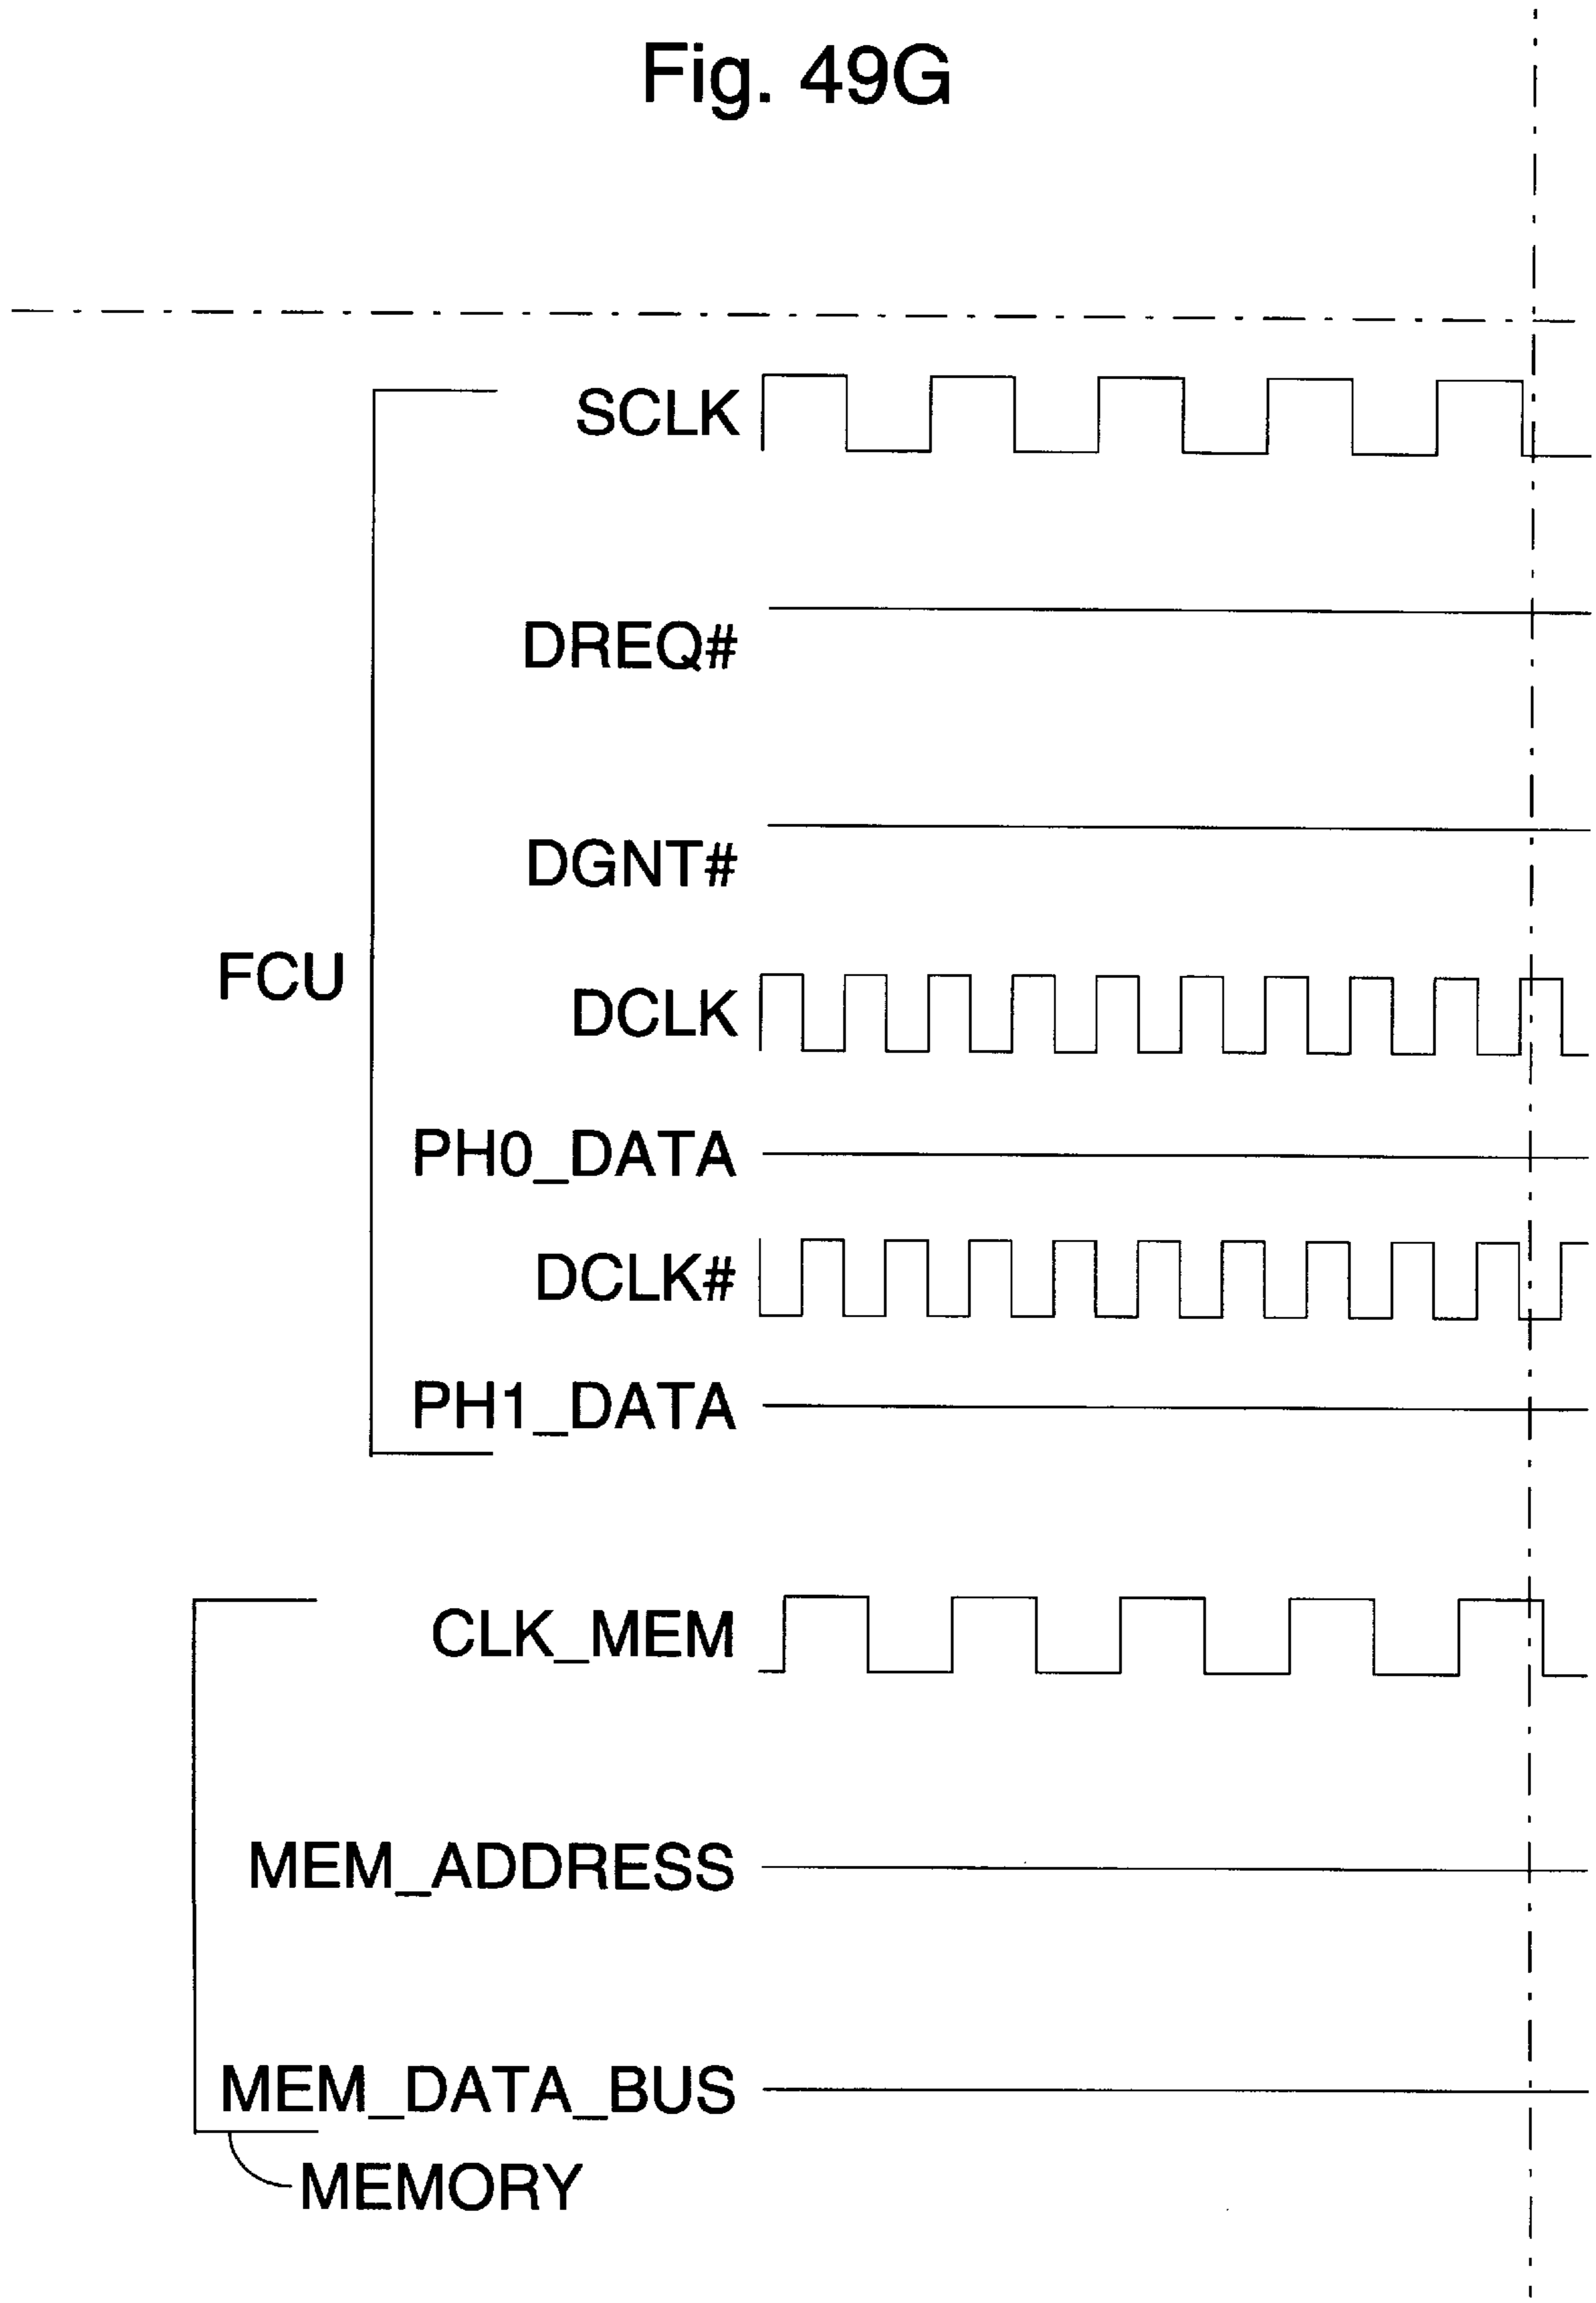 Fig. 49G
SCLK
DREQ#
DGNT#
FCU
DCLK
PH0_DATA
DCLK#
PH1_DATA
CLK_MEM
MEM_ADDRESS
MEM_DATA_BUS
MEMORY